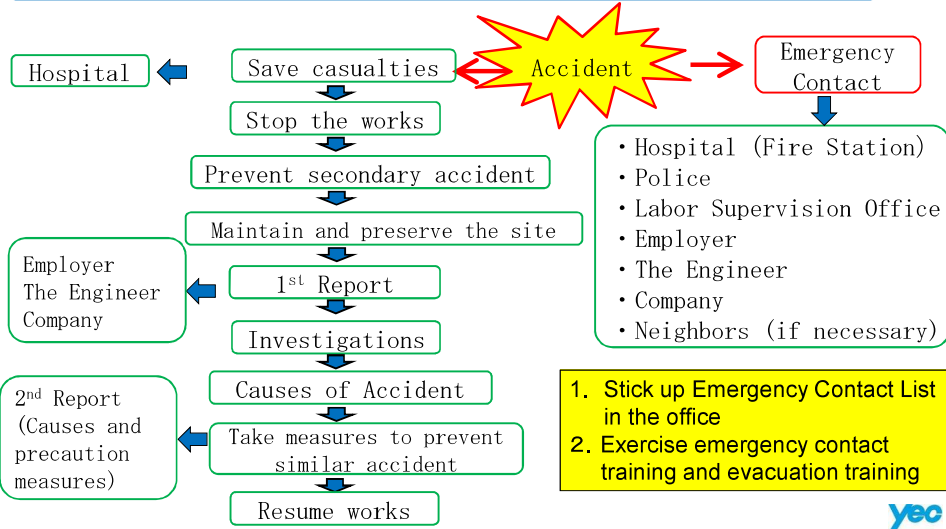 Accident
Save casualties
Hospital
Stop the works
Prevent secondary accident
Maintain and preserve the site
1st Report
Employer
The Engineer
Company
Investigations
Causes of Accident
Take measures to prevent
similar accident
2nd Report
(Causes and
precaution
measures)
Resume works
Emergency
Contact
・Hospital (Fire Station)
・Police
・Labor Supervision Office
・Employer
・The Engineer
・Company
・Neighbors (if necessary)
1. Stick up Emergency Contact List
in the office
2. Exercise emergency contact
training and evacuation training
yec